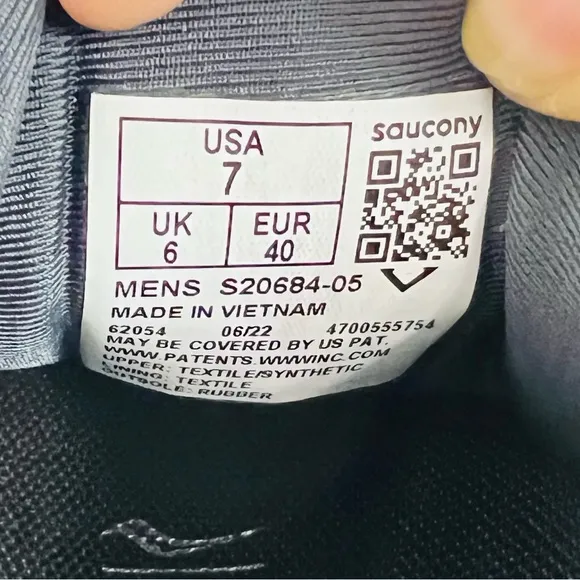 USA
7
UK
6
EUR
40
saucony
MENS S20684-05
MADE IN VIETNAM
62054 06/22 4700555754
MAY BE COVERED BY US PAT.
WWW.PATENTS.WWWINC.COM
UPPER: TEXTILE/SYNTHETIC
LINING: TEXTILE
OUTSOLE: RUBBER